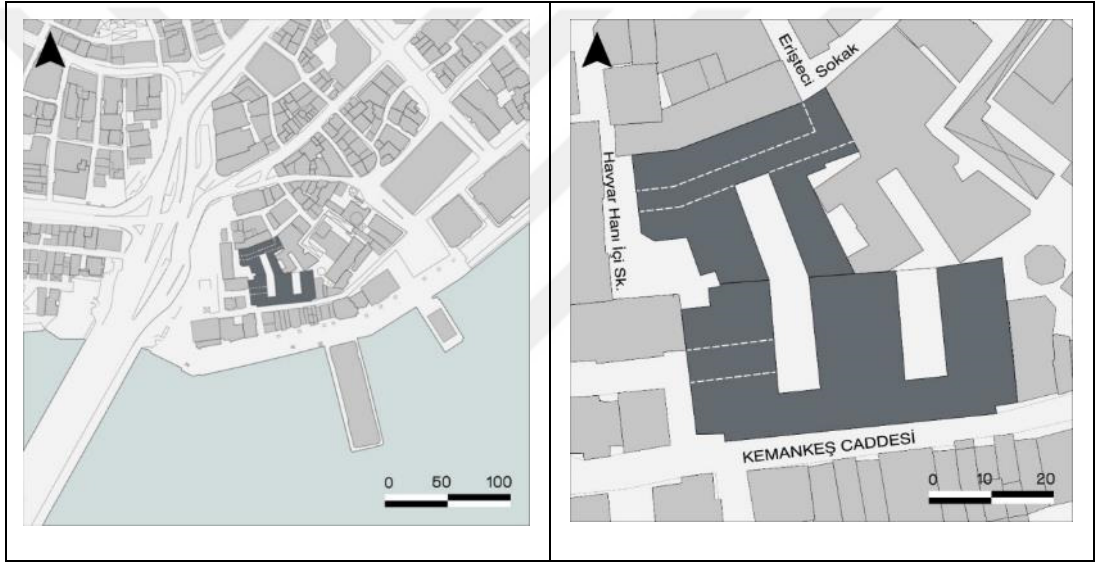 0 50 100
Erişteci
Sokak
Havyar Hanı İçi Sk.
KEMANKEŞ CADDESİ
0 10 20